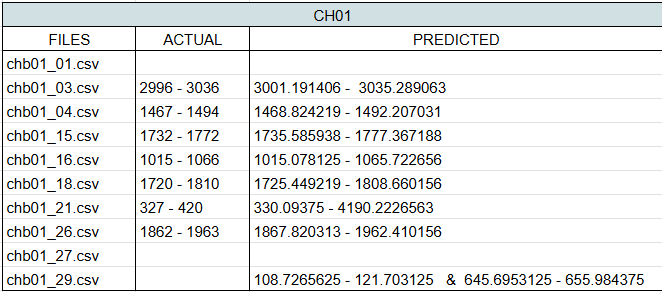 CH01
FILES ACTUAL PREDICTED
chb01_01.csv
chb01_03.csv 2996 - 3036 3001.191406 - 3035.289063
chb01_04.csv 1467 - 1494 1468.824219 - 1492.207031
chb01_15.csv 1732 - 1772 1735.585938 - 1777.367188
chb01_16.csv 1015 - 1066 1015.078125 - 1065.722656
chb01_18.csv 1720 - 1810 1725.449219 - 1808.660156
chb01_21.csv 327 - 420 330.09375 - 4190.2226563
chb01_26.csv 1862 - 1963 1867.820313 - 1962.410156
chb01_27.csv
chb01_29.csv 108.7265625 - 121.703125 & 645.6953125 - 655.984375